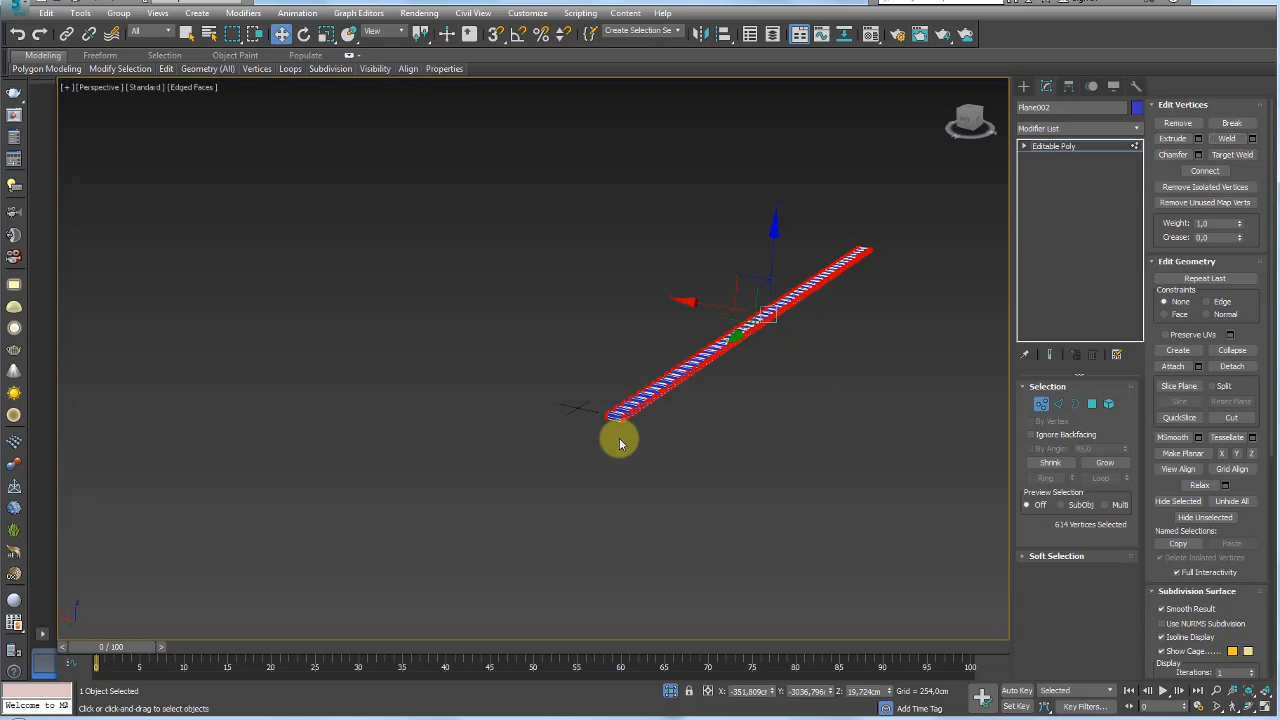 Edit Tools Group Views Create Modifiers Animation Graph Editors Rendering Civil View Customize Scripting Content Help
All View Create Selection Se
Modeling Freeform Selection Object Paint Populate
Polygon Modeling Modify Selection Edit Geometry (All) Vertices Loops Subdivision Visibility Align Properties
[+] [Perspective] [Standard] [Edged Faces]
Plane002
Modifier List
Editable Poly
Selection
By Vertex
Ignore Backfacing
By Angle: 45,0
Shrink Grow
Ring Loop
Preview Selection
Off SubObj Multi
614 Vertices Selected
Soft Selection
Edit Vertices
Remove Break
Extrude Weld
Chamfer Target Weld
Connect
Remove Isolated Vertices
Remove Unused Map Verts
Weight: 1,0
Crease: 0,0
Edit Geometry
Repeat Last
Constraints
None Edge
Face Normal
Preserve UVs
Create Collapse
Attach Detach
Slice Plane Split
Slice Reset Plane
QuickSlice Cut
MSmooth Tessellate
Make Planar X Y Z
View Align Grid Align
Relax
Hide Selected Unhide All
Hide Unselected
Named Selections:
Copy Paste
Delete Isolated Vertices
Full Interactivity
Subdivision Surface
Smooth Result
Use NURMS Subdivision
Isoline Display
Show Cage......
Display
Iterations: 1
0 / 100
0 5 10 15 20 25 30 35 40 45 50 55 60 65 70 75 80 85 90 95 100
1 Object Selected
X: -351,809cm Y: -3036,796 Z: 19,724cm Grid = 254,0cm
Auto Key Selected
Welcome to M
click or click-and-drag to select objects
Add Time Tag
Set Key Key Filters... 0